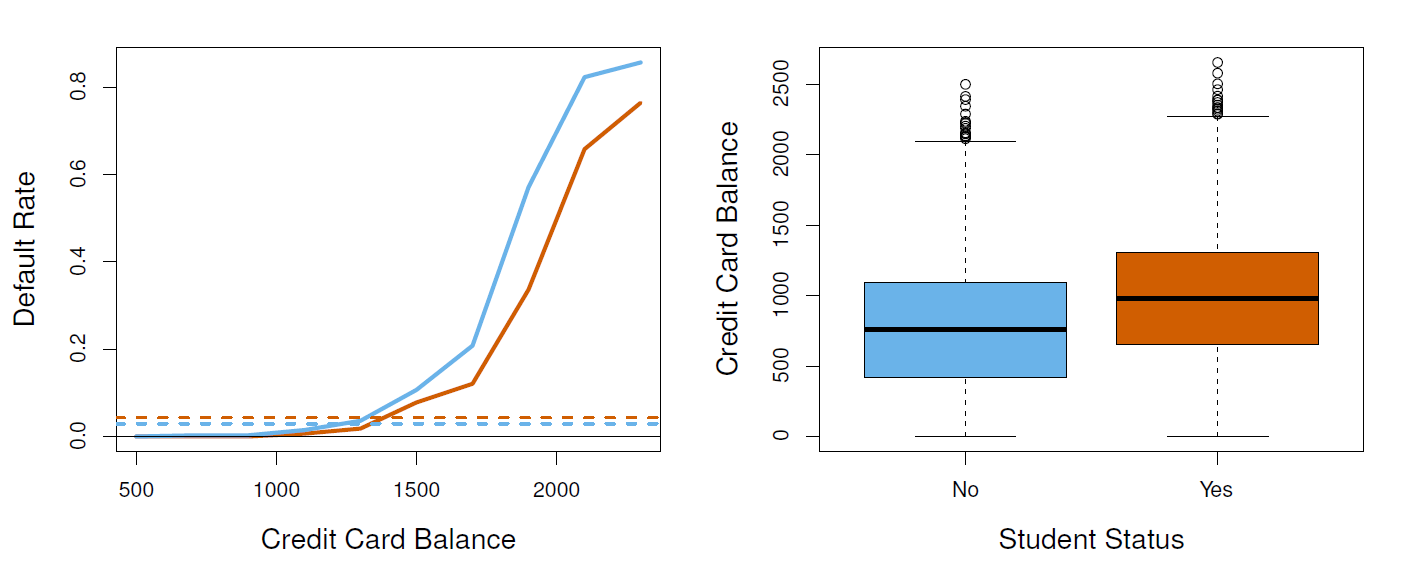 Default Rate
0.0
0.2
0.4
0.6
0.8
500 1000 1500 2000
Credit Card Balance
Credit Card Balance
0
500
1000
1500
2000
2500
No Yes
Student Status